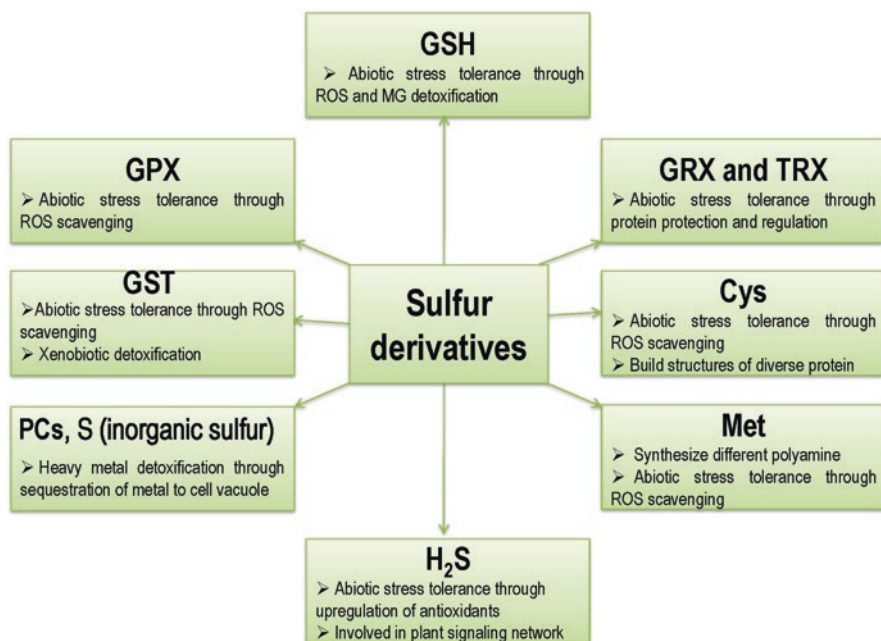 GSH
➢ Abiotic stress tolerance through
ROS and MG detoxification
GPX
➢ Abiotic stress tolerance through
ROS scavenging
GRX and TRX
➢ Abiotic stress tolerance through
protein protection and regulation
GST
➢Abiotic stress tolerance through ROS
scavenging
➢ Xenobiotic detoxification
Sulfur
derivatives
Cys
➢ Abiotic stress tolerance through
ROS scavenging
➢ Build structures of diverse protein
PCs, S (inorganic sulfur)
➢ Heavy metal detoxification through
sequestration of metal to cell vacuole
Met
➢ Synthesize different polyamine
➢ Abiotic stress tolerance through
ROS scavenging
H₂S
➢ Abiotic stress tolerance through
upregulation of antioxidants
➢ Involved in plant signaling network